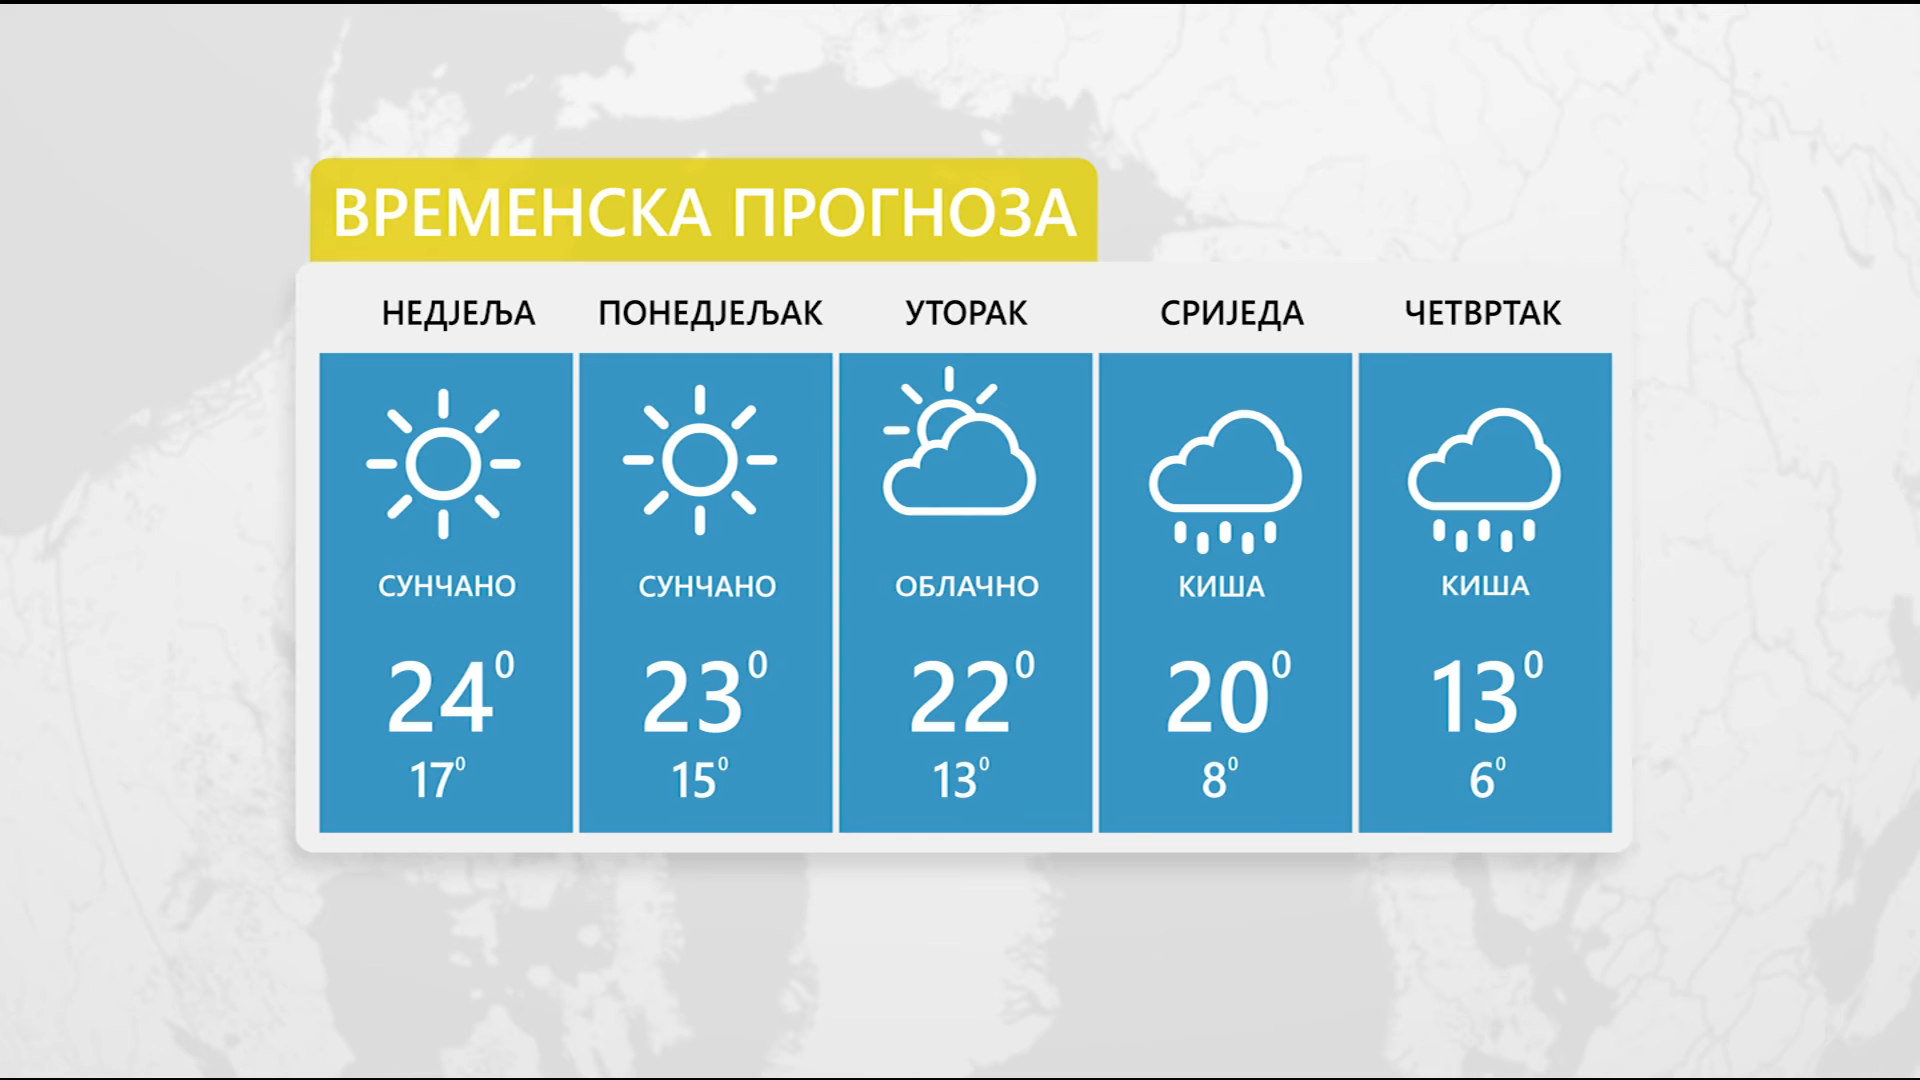 ВРЕМЕНСКА ПРОГНОЗА
НЕДЈЕЉА ПОНЕДЈЕЉАК УТОРАК СРИЈЕДА ЧЕТВРТАК
СУНЧАНО СУНЧАНО ОБЛАЧНО КИША КИША
24⁰ 23⁰ 22⁰ 20⁰ 13⁰
17⁰ 15⁰ 13⁰ 8⁰ 6⁰